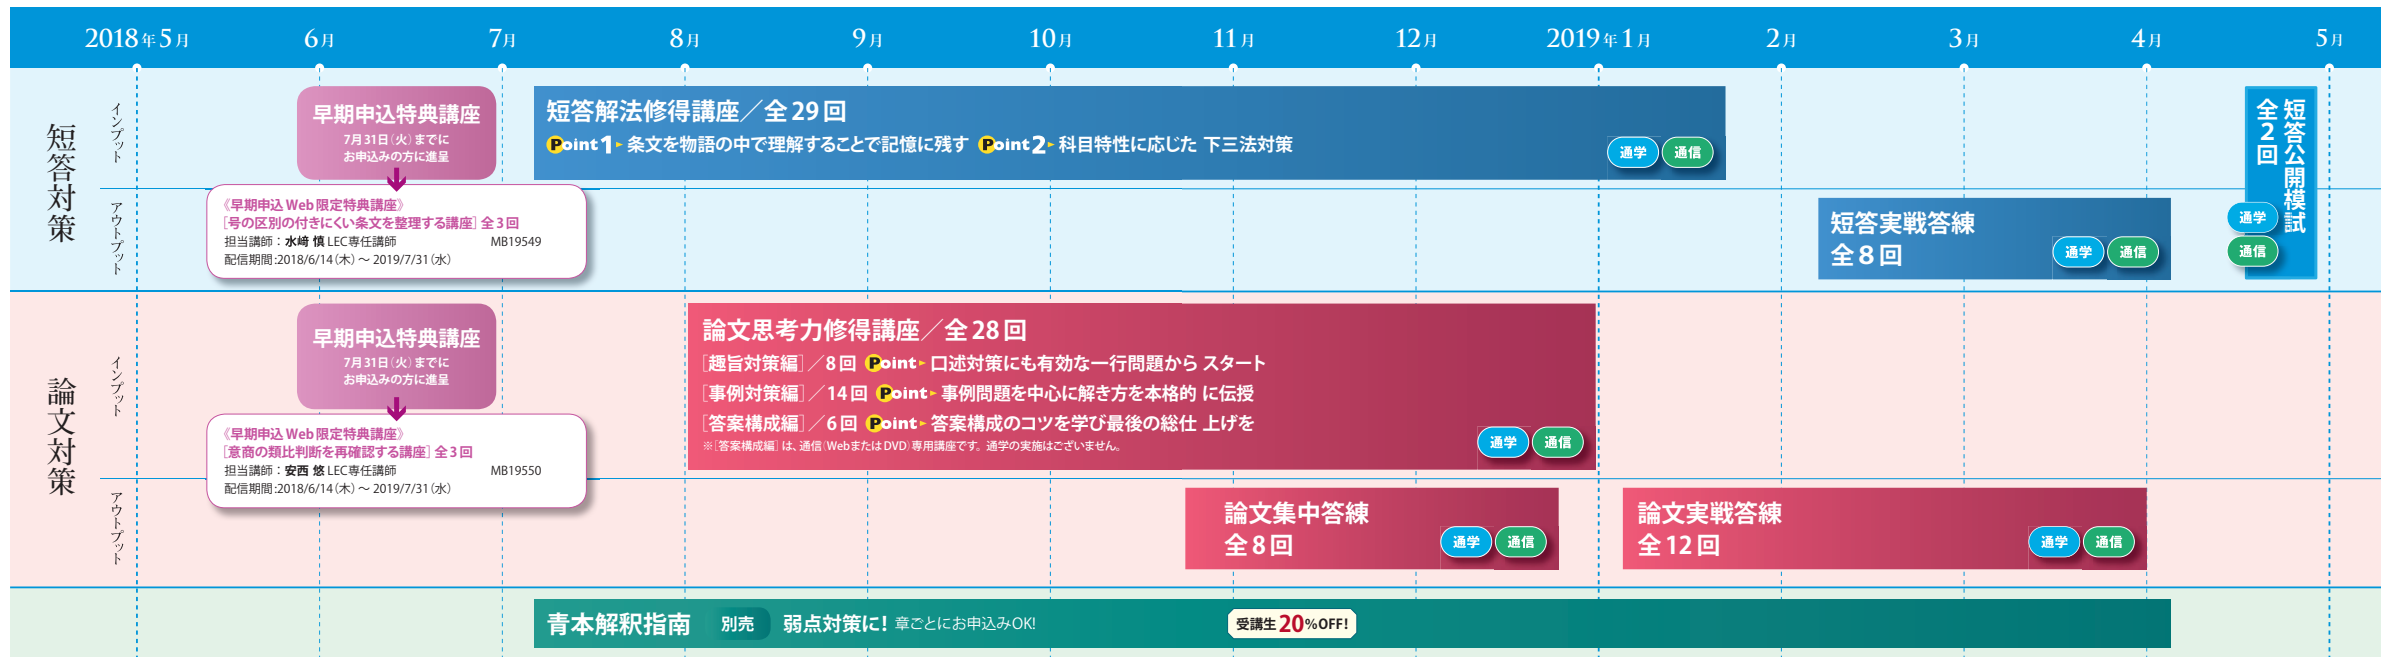 2018年5月 6月 7月 8月 9月 10月 11月 12月 2019年1月 2月 3月 4月 5月
短答対策
インプット
早期申込特典講座
7月31日(火)までに
お申込みの方に進呈
短答解法修得講座／全29回
Point1 条文を物語の中で理解することで記憶に残す Point2 科目特性に応じた 下三法対策
通学 通信
短答公開模試
全2回
通学
通信
アウトプット
《早期申込Web限定特典講座》
[号の区別の付きにくい条文を整理する講座] 全3回
担当講師：水﨑 慎 LEC専任講師 MB19549
配信期間:2018/6/14(木)～2019/7/31(水)
短答実戦答練
全8回
通学 通信
論文対策
インプット
早期申込特典講座
7月31日(火)までに
お申込みの方に進呈
《早期申込Web限定特典講座》
[意商の類比判断を再確認する講座] 全3回
担当講師：安西 悠 LEC専任講師 MB19550
配信期間:2018/6/14(木)～2019/7/31(水)
論文思考力修得講座／全28回
[趣旨対策編]／8回 Point 口述対策にも有効な一行問題から スタート
[事例対策編]／14回 Point 事例問題を中心に解き方を本格的 に伝授
[答案構成編]／6回 Point 答案構成のコツを学び最後の総仕 上げを
※[答案構成編]は、通信(WebまたはDVD)専用講座です。通学の実施はございません。
通学 通信
アウトプット
論文集中答練
全8回
通学 通信
論文実戦答練
全12回
通学 通信
青本解釈指南 別売 弱点対策に! 章ごとにお申込みOK! 受講生20%OFF!